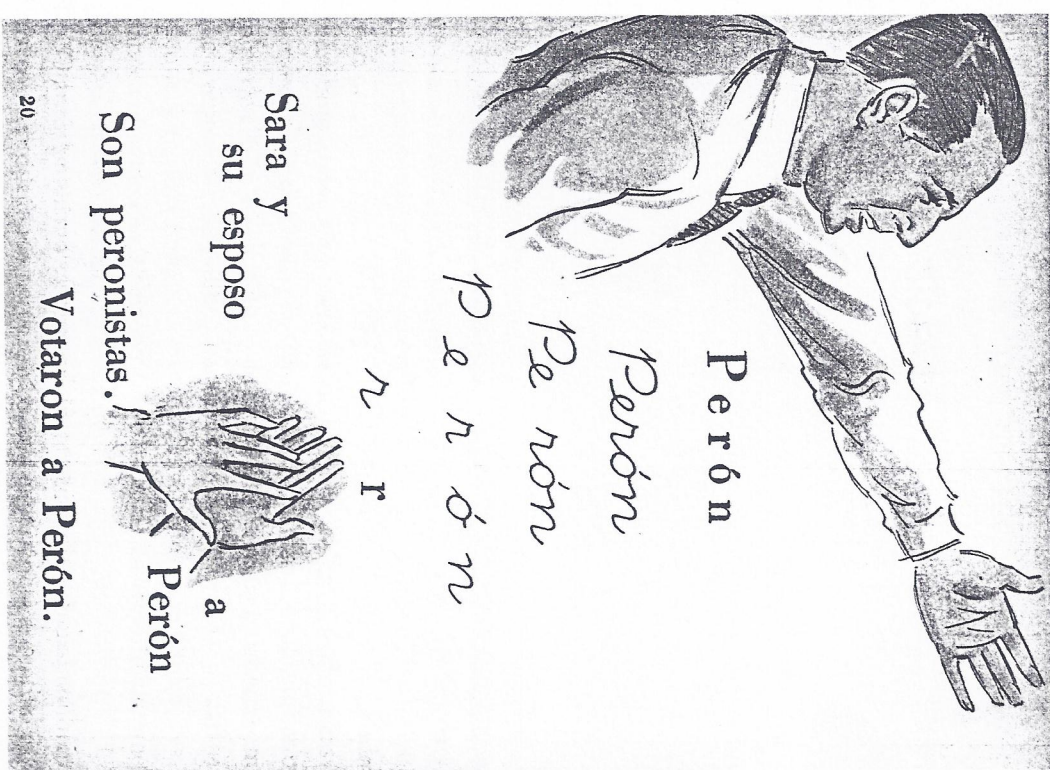 Perón
Perón
Pe rón
P e r ó n
r r
Sara y
su esposo
a
Perón
Son peronistas.
Votaron a Perón.
20